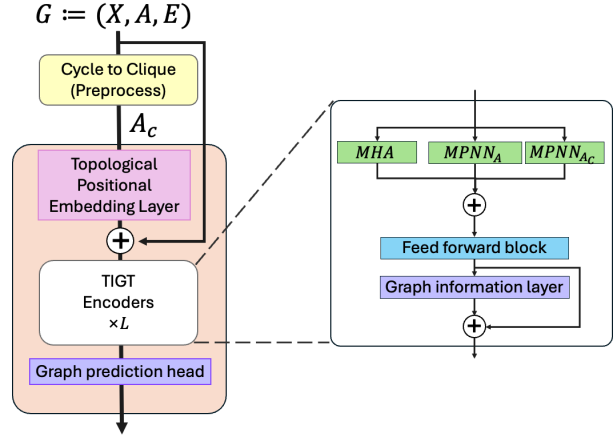 G := (X, A, E)
Cycle to Clique
(Preprocess)
A_C
Topological
Positional
Embedding Layer
+
TIGT
Encoders
×L
Graph prediction head
MHA
MPNN_A
MPNN_{A_C}
+
Feed forward block
Graph information layer
+